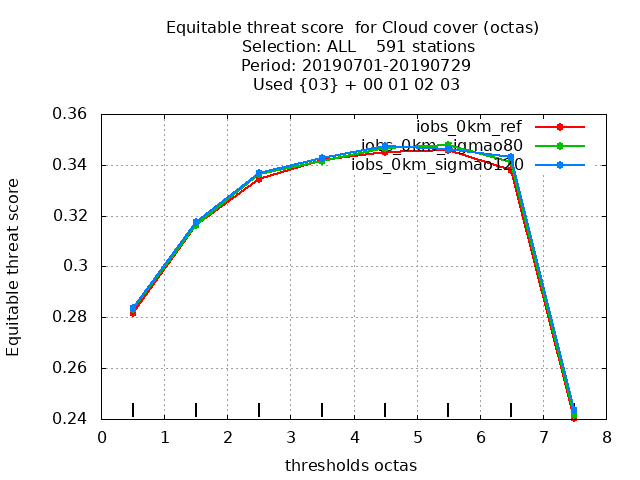 Equitable threat score for Cloud cover (octas)
Selection: ALL 591 stations
Period: 20190701-20190729
Used {03} + 00 01 02 03
iobs_0km_ref
iobs_0km_sigmao80
iobs_0km_sigmao120
Equitable threat score
0.36
0.34
0.32
0.3
0.28
0.26
0.24
0 1 2 3 4 5 6 7 8
thresholds octas